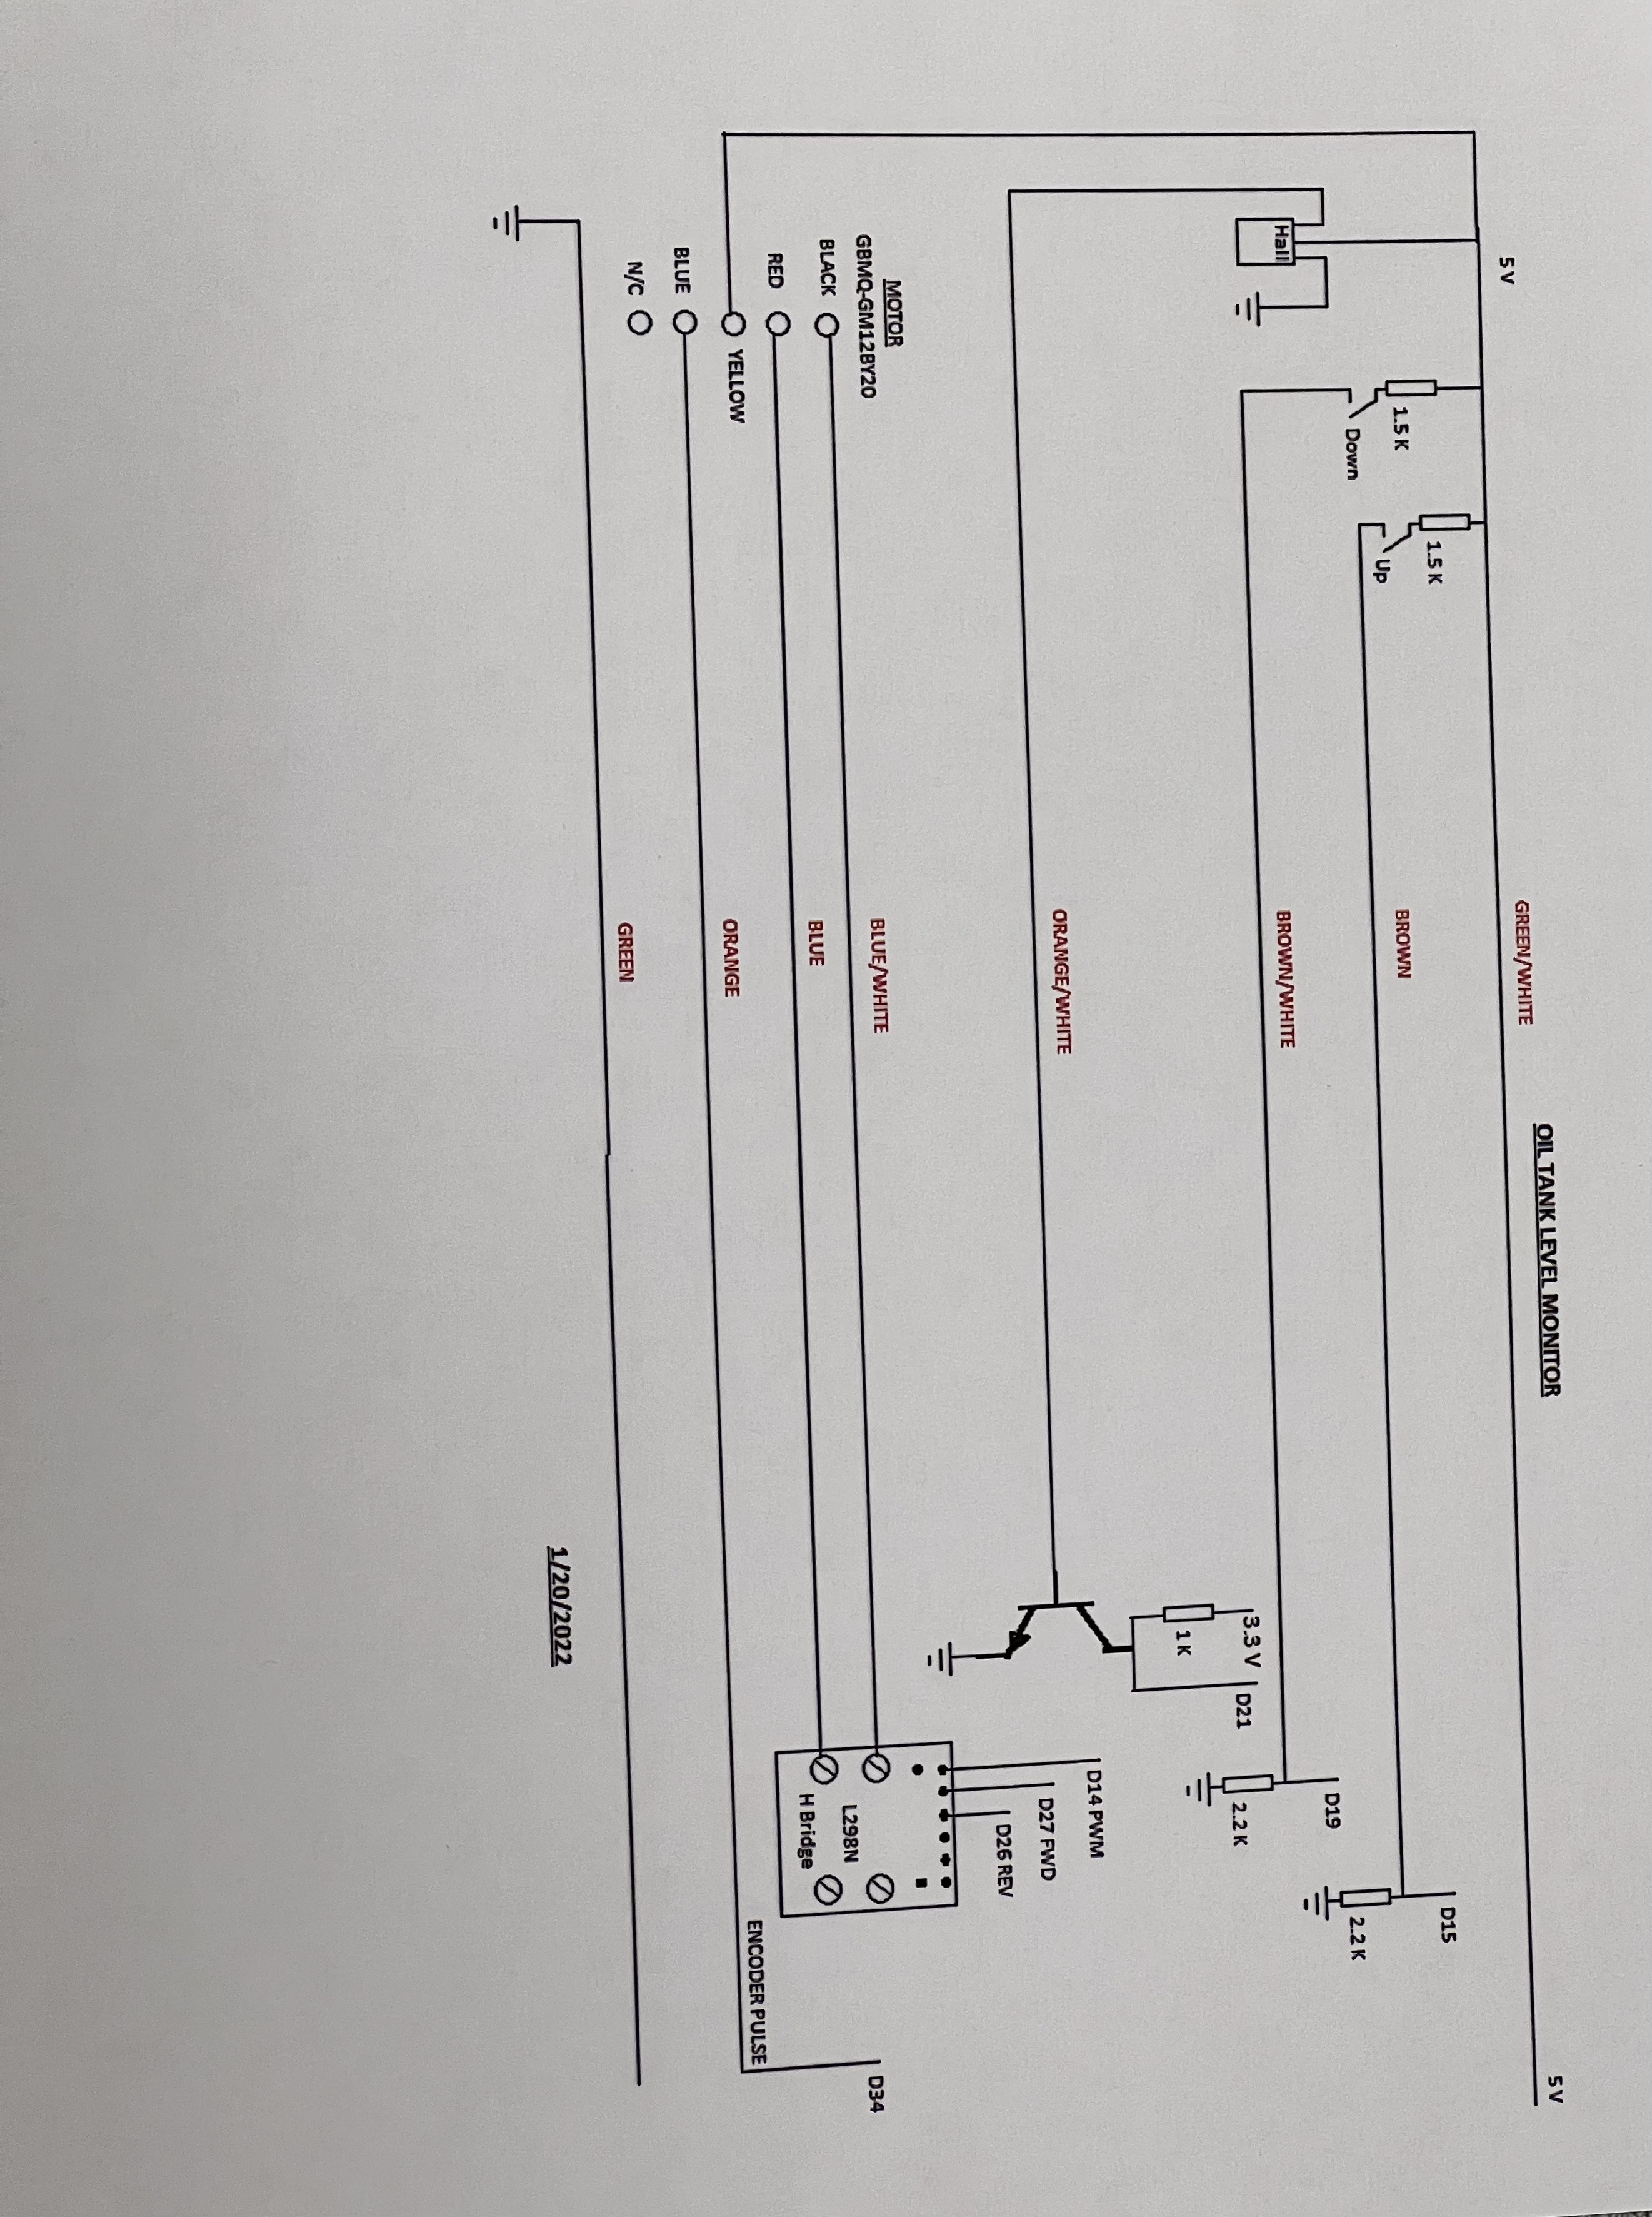 OIL TANK LEVEL MONITOR
5 V
GREEN/WHITE
5 V
D15
1.5 K
BROWN
1.5 K
Up
2.2 K
Down
D19
Hall
BROWN/WHITE
3.3 V
D21
2.2 K
1 K
D14 PWM
ORANGE/WHITE
D27 FWD
D26 REV
MOTOR
GBMQ-GM12BY20
BLUE/WHITE
D34
L298N
BLACK
BLUE
H Bridge
RED
ENCODER PULSE
YELLOW
ORANGE
BLUE
N/C
GREEN
1/20/2022